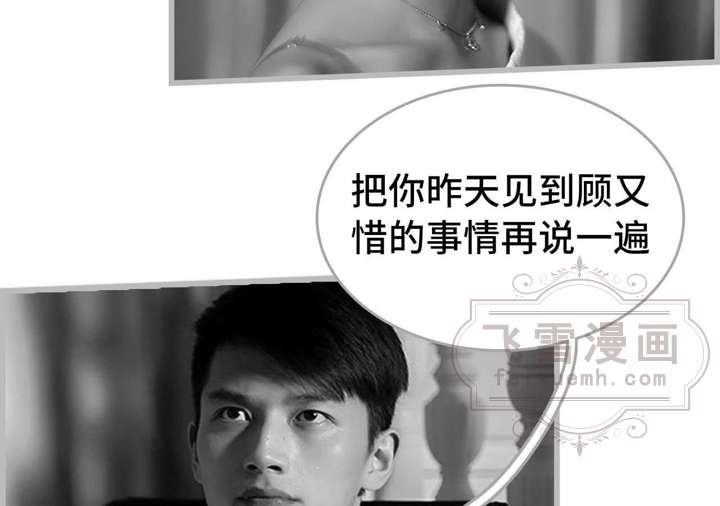 把你昨天见到顾又
惜的事情再说一遍
飞雪漫画